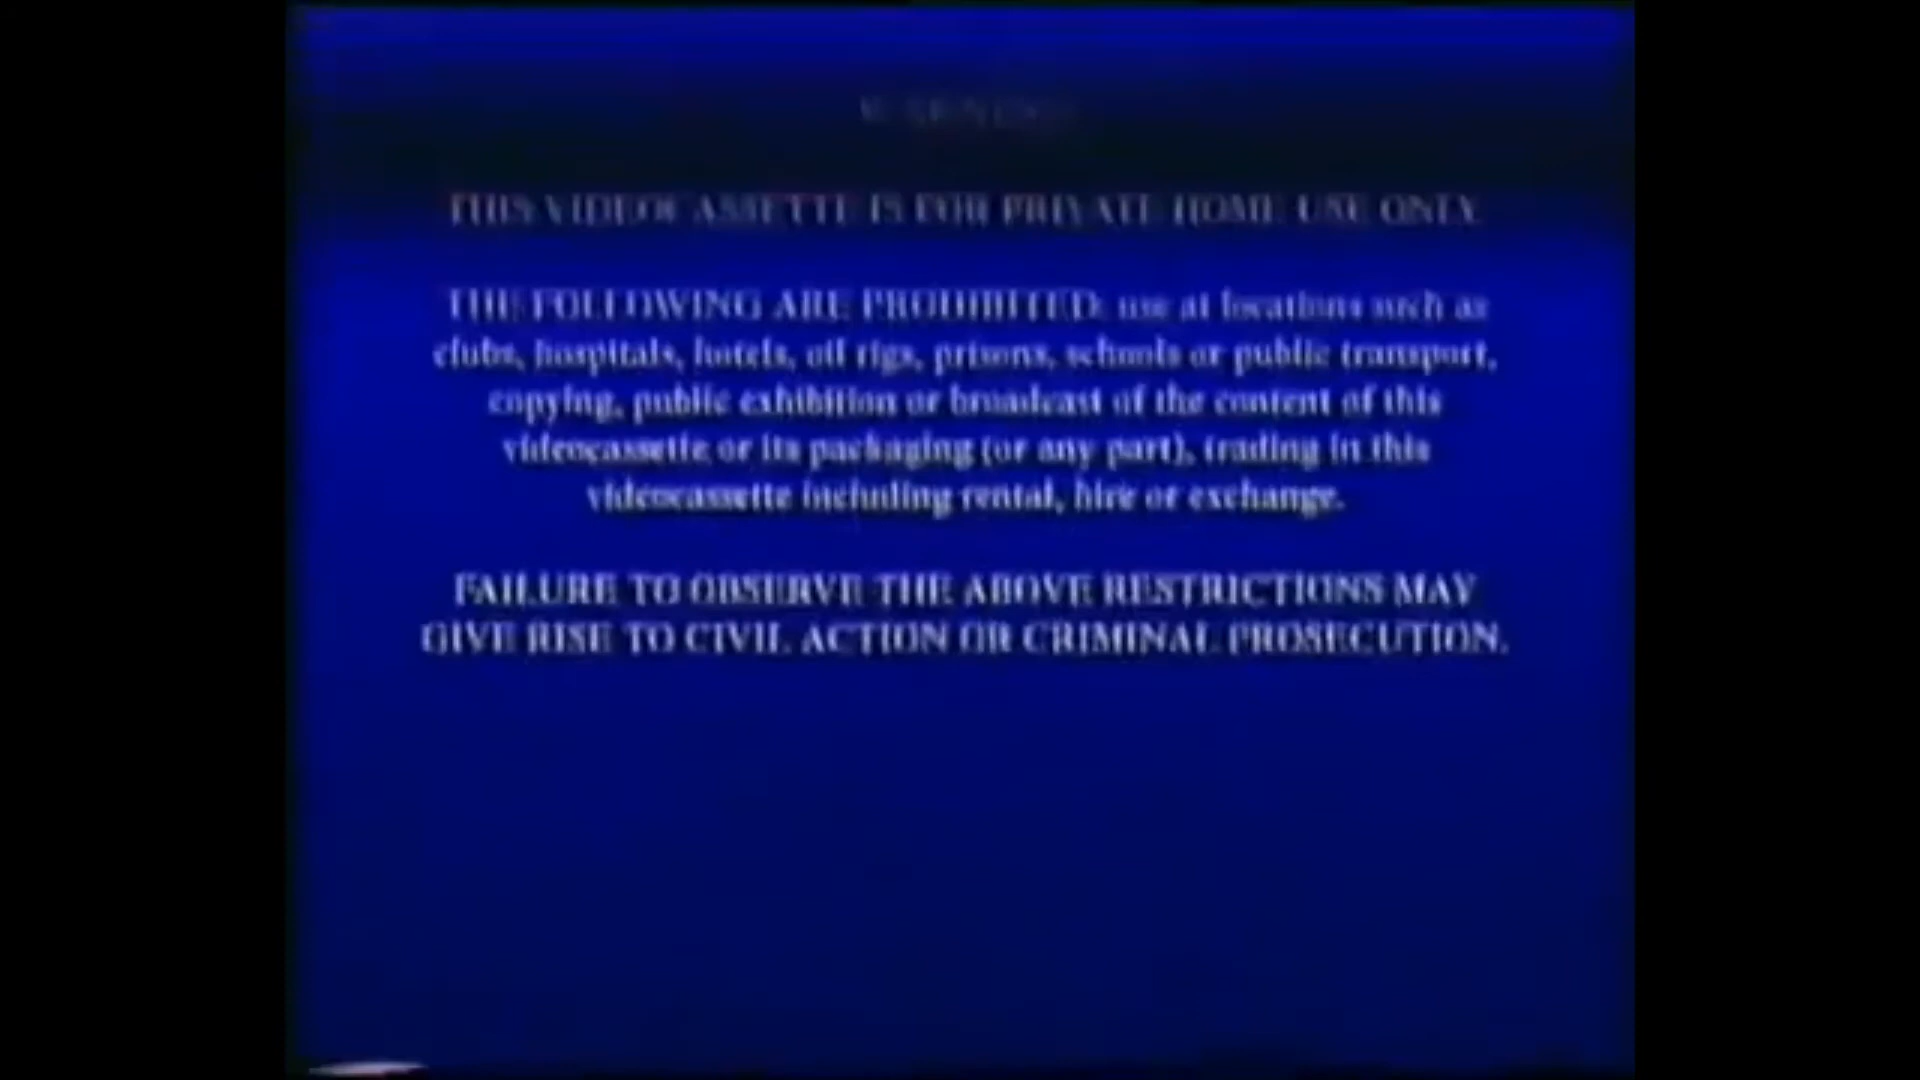 WARNING
THIS VIDEOCASSETTE IS FOR PRIVATE HOME USE ONLY
THE FOLLOWING ARE PROHIBITED: use at locations such as
clubs, hospitals, hotels, oil rigs, prisons, schools or public transport,
copying, public exhibition or broadcast of the content of this
videocassette or its packaging (or any part), trading in this
videocassette including rental, hire or exchange.
FAILURE TO OBSERVE THE ABOVE RESTRICTIONS MAY
GIVE RISE TO CIVIL ACTION OR CRIMINAL PROSECUTION.